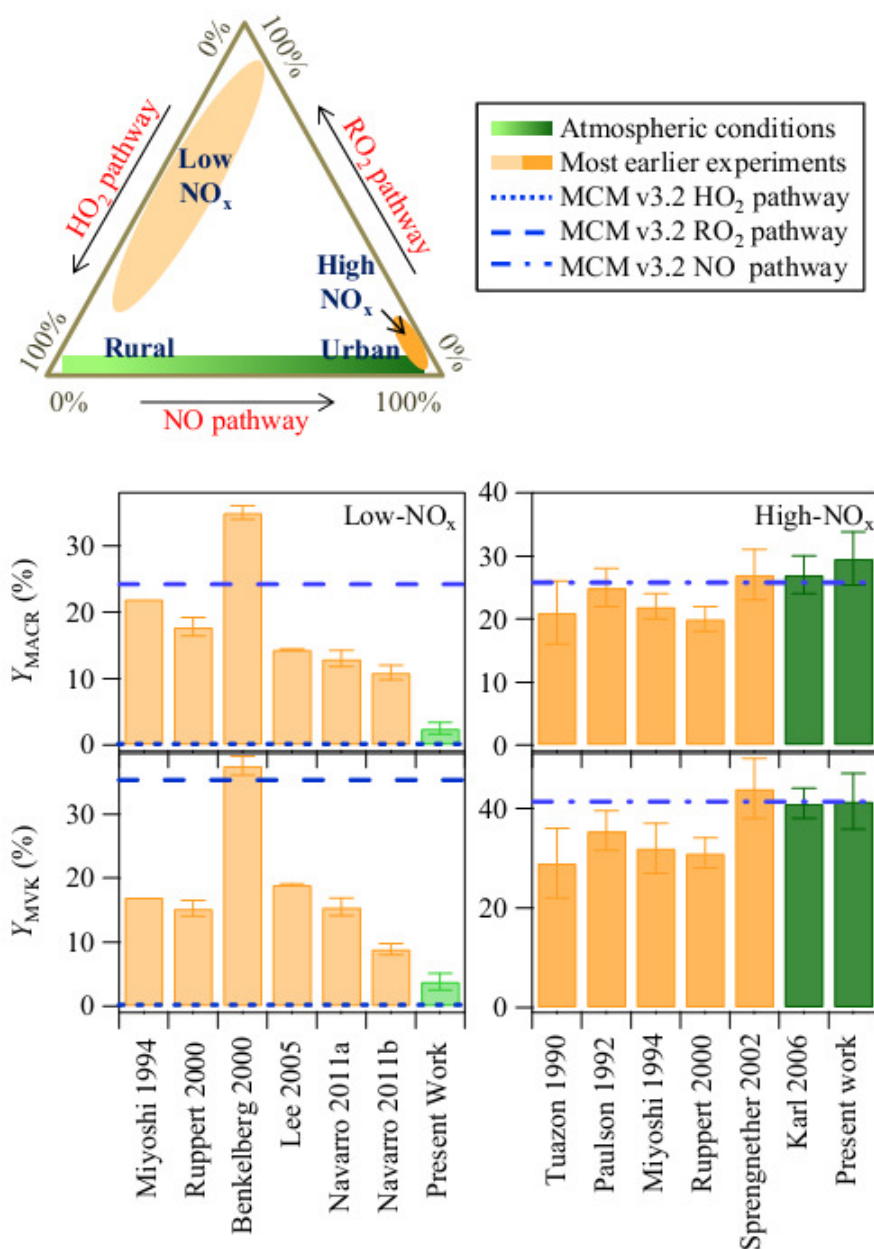 0%
100%
HO2 pathway
RO2 pathway
Low
NOx
High
NOx
Rural
Urban
100%
0%
0%
100%
NO pathway
Atmospheric conditions
Most earlier experiments
MCM v3.2 HO2 pathway
MCM v3.2 RO2 pathway
MCM v3.2 NO pathway
Low-NOx
30
20
10
0
YMACR (%)
High-NOx
40
30
20
10
0
30
20
10
0
YMVK (%)
40
20
0
Miyoshi 1994
Ruppert 2000
Benkelberg 2000
Lee 2005
Navarro 2011a
Navarro 2011b
Present Work
Tuazon 1990
Paulson 1992
Miyoshi 1994
Ruppert 2000
Sprengnether 2002
Karl 2006
Present work